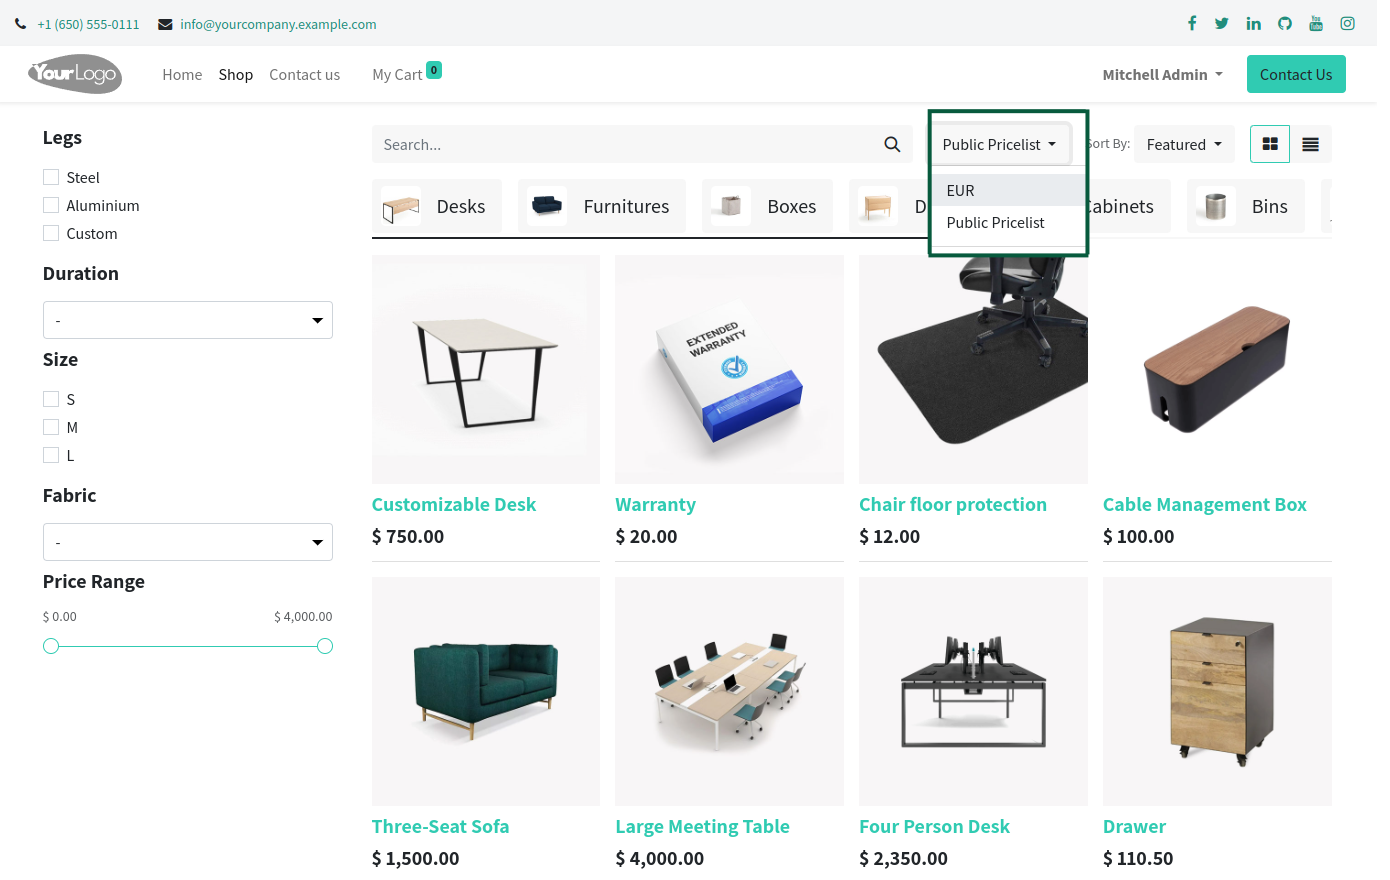 +1 (650) 555-0111 info@yourcompany.example.com
YourLogo Home Shop Contact us My Cart 0 Mitchell Admin Contact Us
Legs
Steel
Aluminium
Custom
Duration
-
Size
S
M
L
Fabric
-
Price Range
$ 0.00 $ 4,000.00
Search... Public Pricelist Sort By: Featured
EUR
Public Pricelist
Desks Furnitures Boxes D abinets Bins
EXTENDED
WARRANTY
Customizable Desk Warranty Chair floor protection Cable Management Box
$ 750.00 $ 20.00 $ 12.00 $ 100.00
Three-Seat Sofa Large Meeting Table Four Person Desk Drawer
$ 1,500.00 $ 4,000.00 $ 2,350.00 $ 110.50